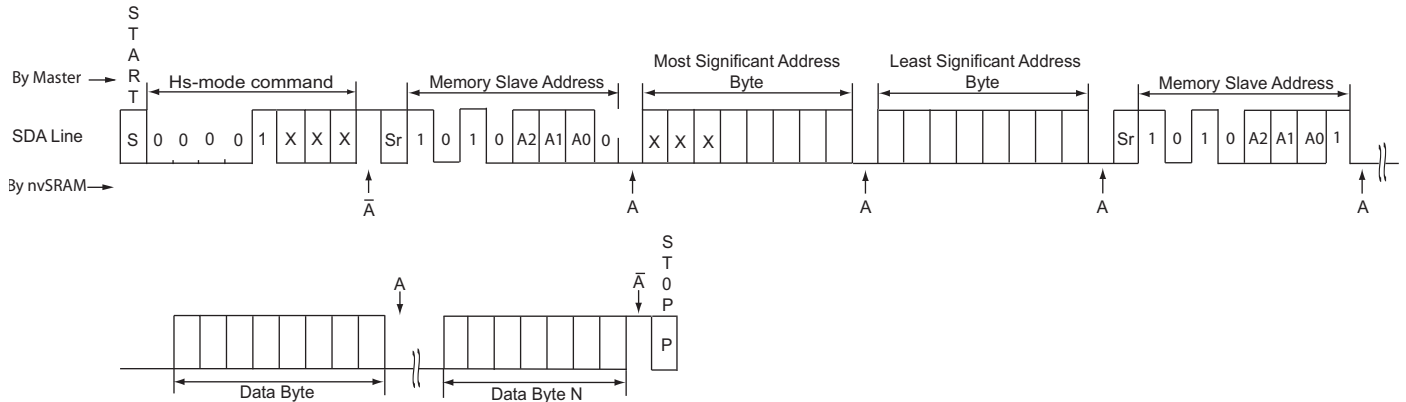 START
By Master
Hs-mode command
Memory Slave Address
Most Significant Address
Byte
Least Significant Address
Byte
Memory Slave Address
SDA Line
S 0 0 0 0 1 X X X Sr 1 0 1 0 A2 A1 A0 0 X X X Sr 1 0 1 0 A2 A1 A0 1
By nvSRAM
Ā A A A A
A
Ā
ST0P
P
Data Byte
Data Byte N